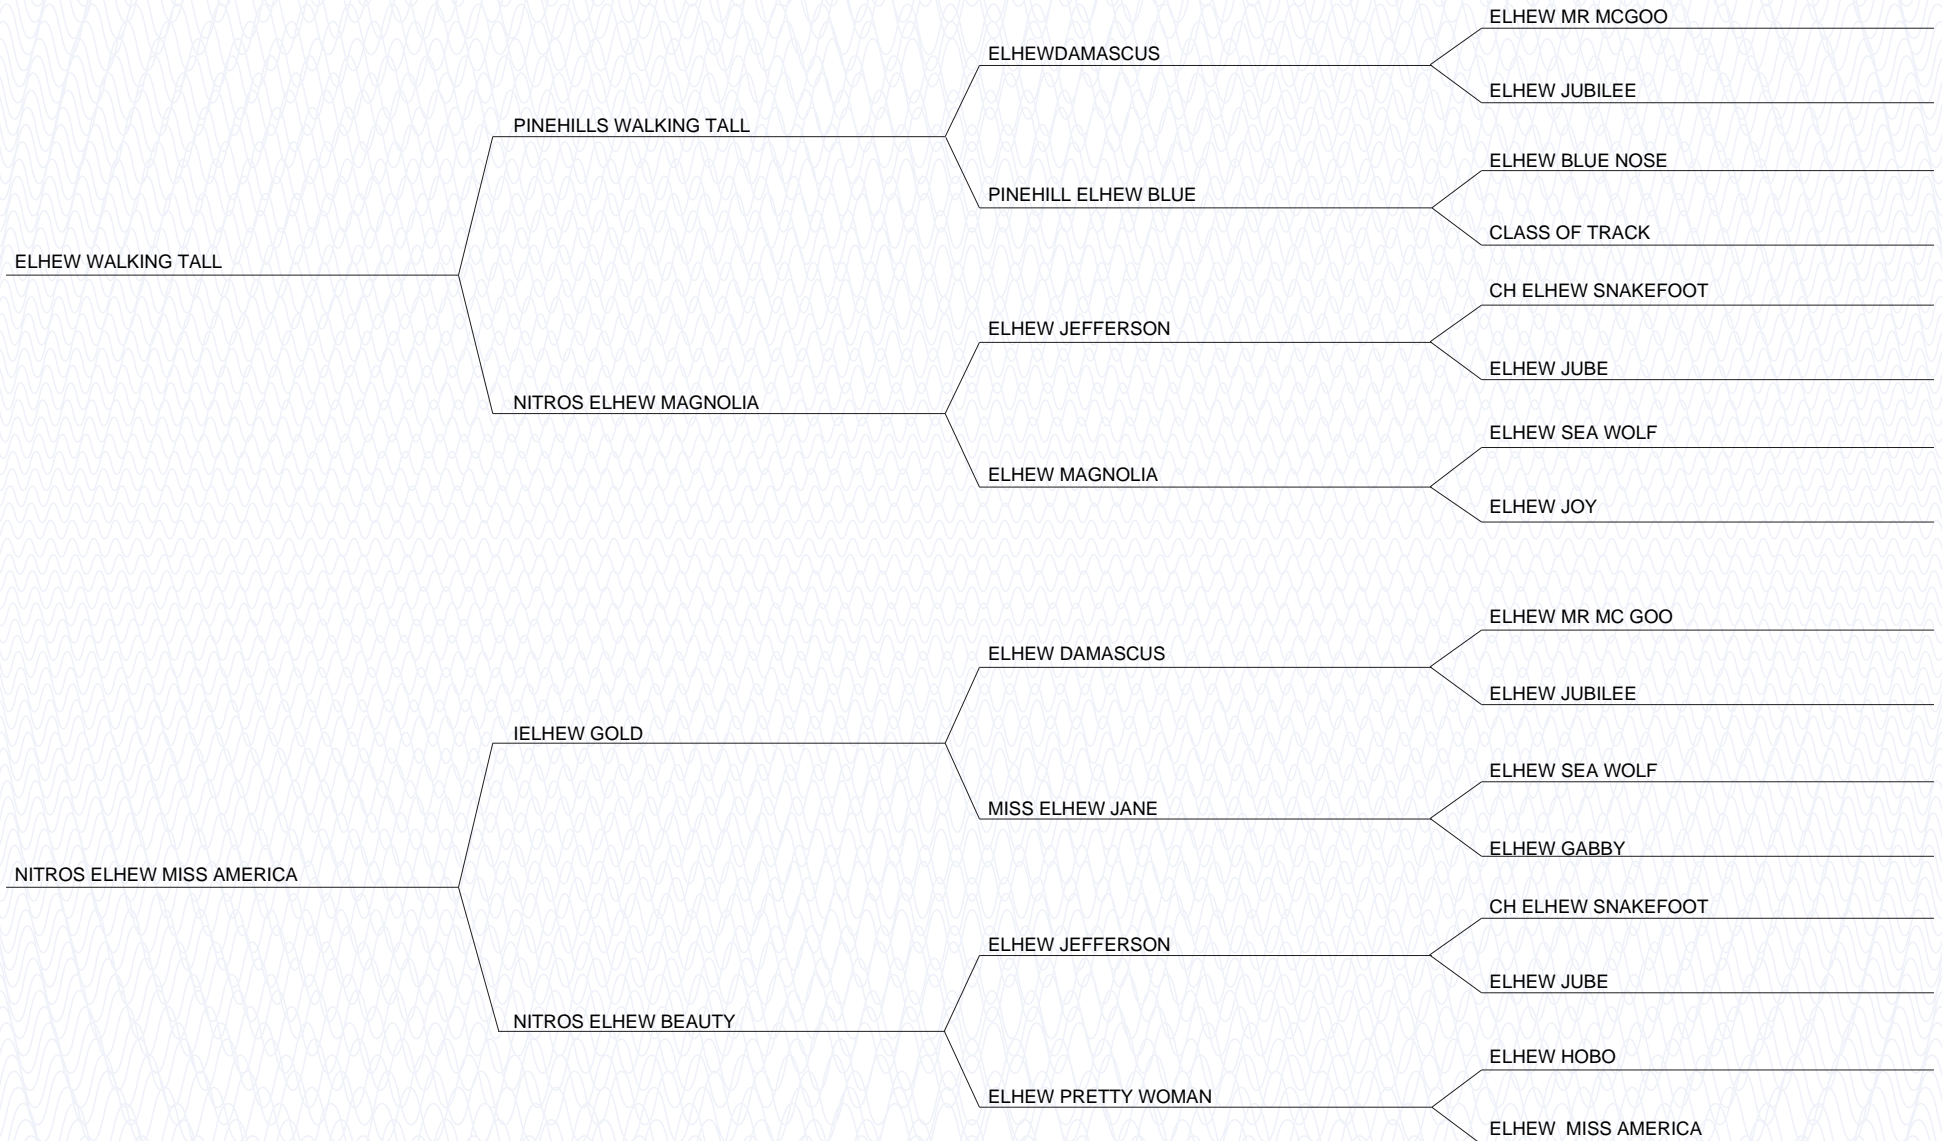 ELHEW MR MCGOO
ELHEWDAMASCUS
ELHEW JUBILEE
PINEHILLS WALKING TALL
ELHEW BLUE NOSE
PINEHILL ELHEW BLUE
CLASS OF TRACK
ELHEW WALKING TALL
CH ELHEW SNAKEFOOT
ELHEW JEFFERSON
ELHEW JUBE
NITROS ELHEW MAGNOLIA
ELHEW SEA WOLF
ELHEW MAGNOLIA
ELHEW JOY
ELHEW MR MC GOO
ELHEW DAMASCUS
ELHEW JUBILEE
IELHEW GOLD
ELHEW SEA WOLF
MISS ELHEW JANE
ELHEW GABBY
NITROS ELHEW MISS AMERICA
CH ELHEW SNAKEFOOT
ELHEW JEFFERSON
ELHEW JUBE
NITROS ELHEW BEAUTY
ELHEW HOBO
ELHEW PRETTY WOMAN
ELHEW  MISS AMERICA